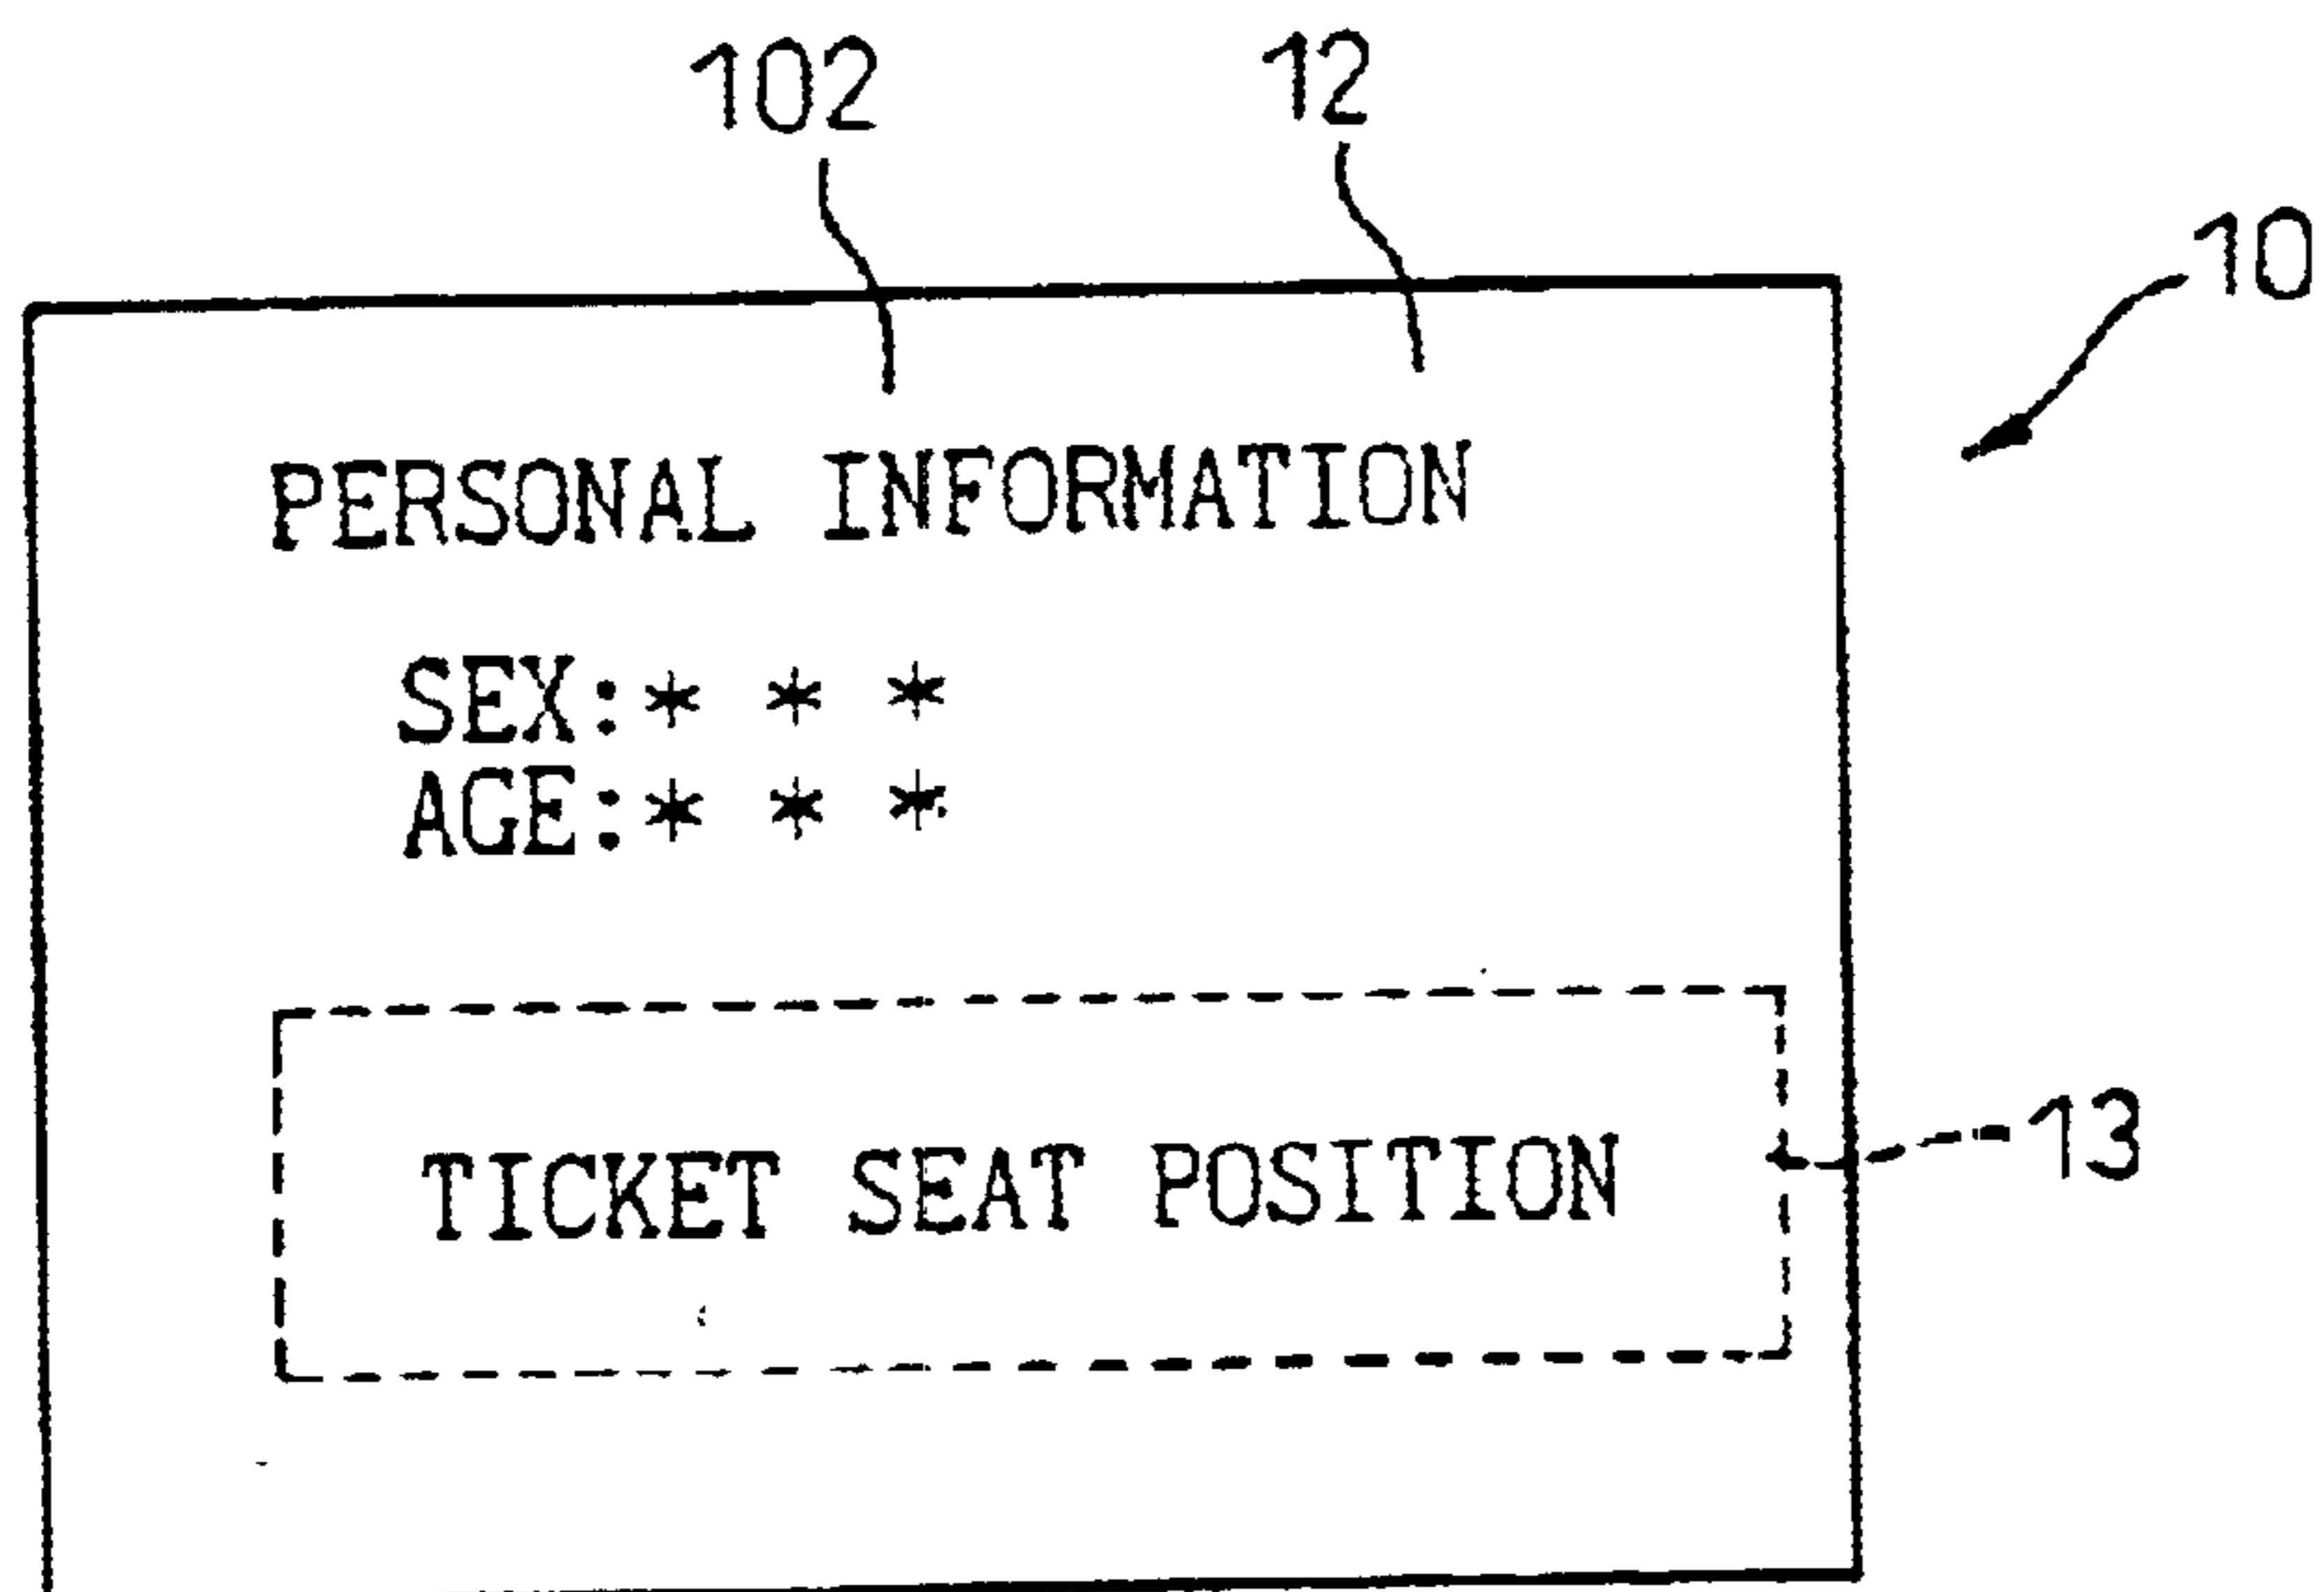 102 12
10
PERSONAL INFORMATION
SEX:* * *
AGE:* * *
TICKET SEAT POSITION
13